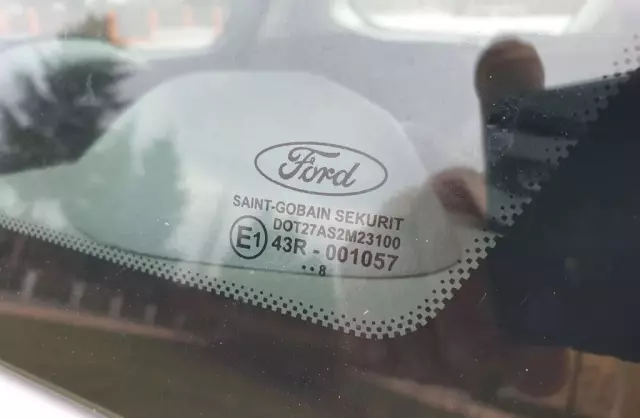 Ford
SAINT-GOBAIN SEKURIT
DOT27AS2M23100
E1 43R - 001057
••8